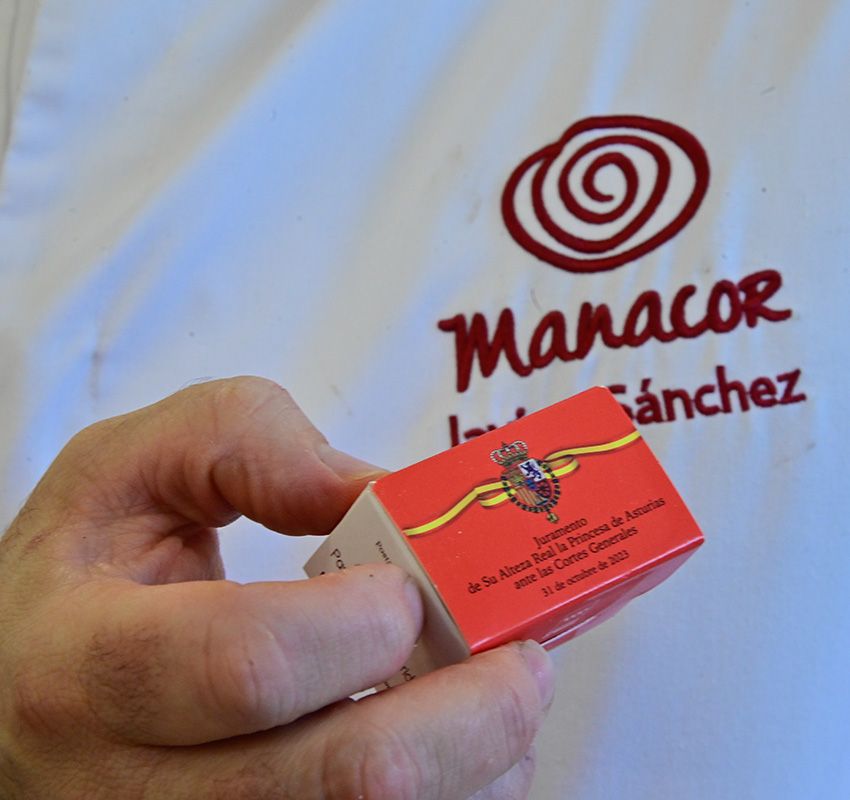 ManacoR
Sánchez
Juramento
de Su Alteza Real la Princesa de Asturias
ante las Cortes Generales
31 de octubre de 2023